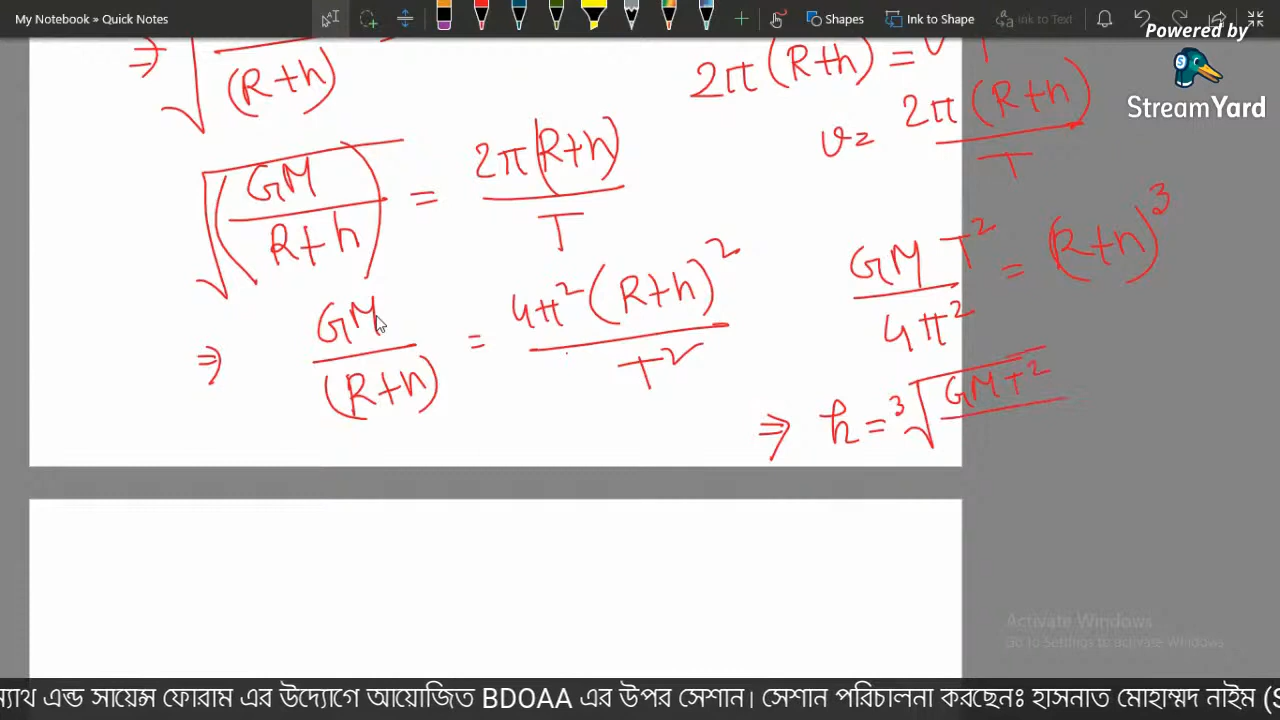 My Notebook » Quick Notes
Shapes
Ink to Shape
Ink to Text
Powered by
StreamYard
⇒ √ (R+h) =
2π (R+h) = v T
v = 2π (R+h) / T
√(GM / R+h) = 2π(R+h) / T
⇒ GM / (R+h) = 4π² (R+h)² / T²
GM T² / 4π² = (R+h)³
⇒ h = ³√ GMT²
Activate Windows
Go to Settings to activate Windows.
ম্যাথ এন্ড সায়েন্স ফোরাম এর উদ্যোগে আয়োজিত BDOAA এর উপর সেশান। সেশান পরিচালনা করছেনঃ হাসনাত মোহাম্মদ নাইম (S